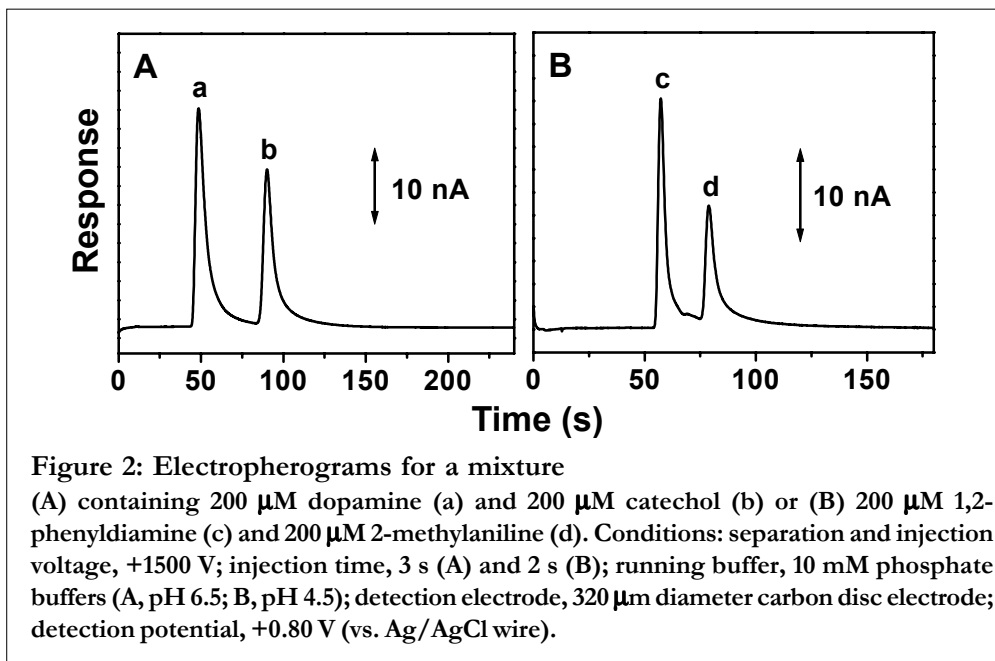 A
B
a
b
c
d
10 nA
10 nA
Response
0 50 100 150 200
0 50 100 150
Time (s)
Figure 2: Electropherograms for a mixture
(A) containing 200 μM dopamine (a) and 200 μM catechol (b) or (B) 200 μM 1,2-
phenyldiamine (c) and 200 μM 2-methylaniline (d). Conditions: separation and injection
voltage, +1500 V; injection time, 3 s (A) and 2 s (B); running buffer, 10 mM phosphate
buffers (A, pH 6.5; B, pH 4.5); detection electrode, 320 μm diameter carbon disc electrode;
detection potential, +0.80 V (vs. Ag/AgCl wire).